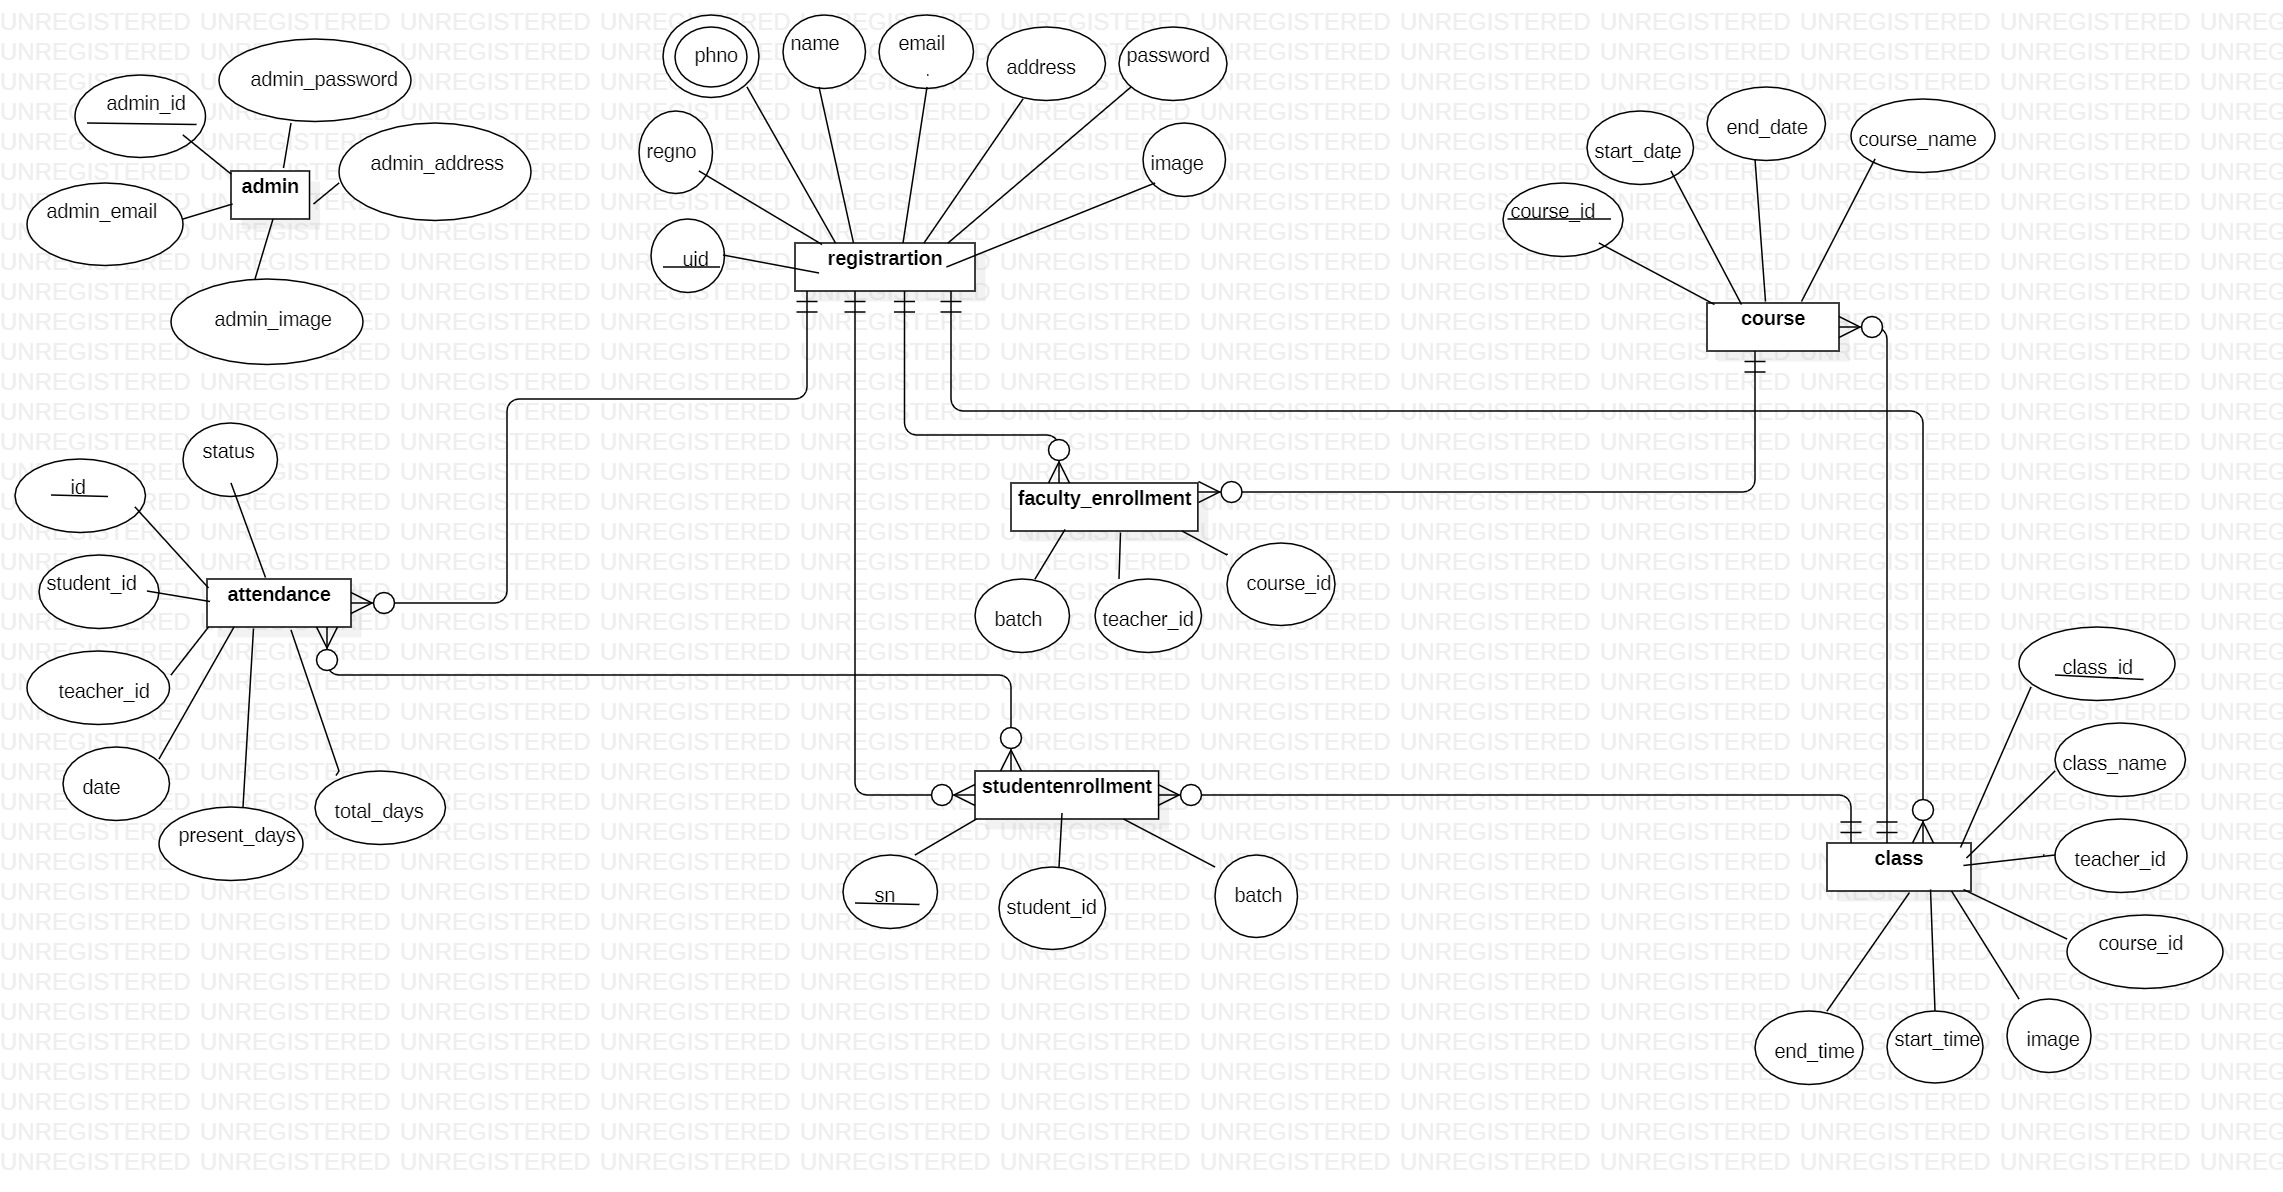 admin_id
admin_password
admin_address
admin
admin_email
admin_image
phno
name
email
address
password
regno
image
uid
registrartion
start_date
end_date
course_name
course_id
course
status
id
student_id
attendance
teacher_id
date
present_days
total_days
faculty_enrollment
batch
teacher_id
course_id
studentenrollment
sn
student_id
batch
class_id
class_name
class
teacher_id
course_id
end_time
start_time
image
UNREGISTERED